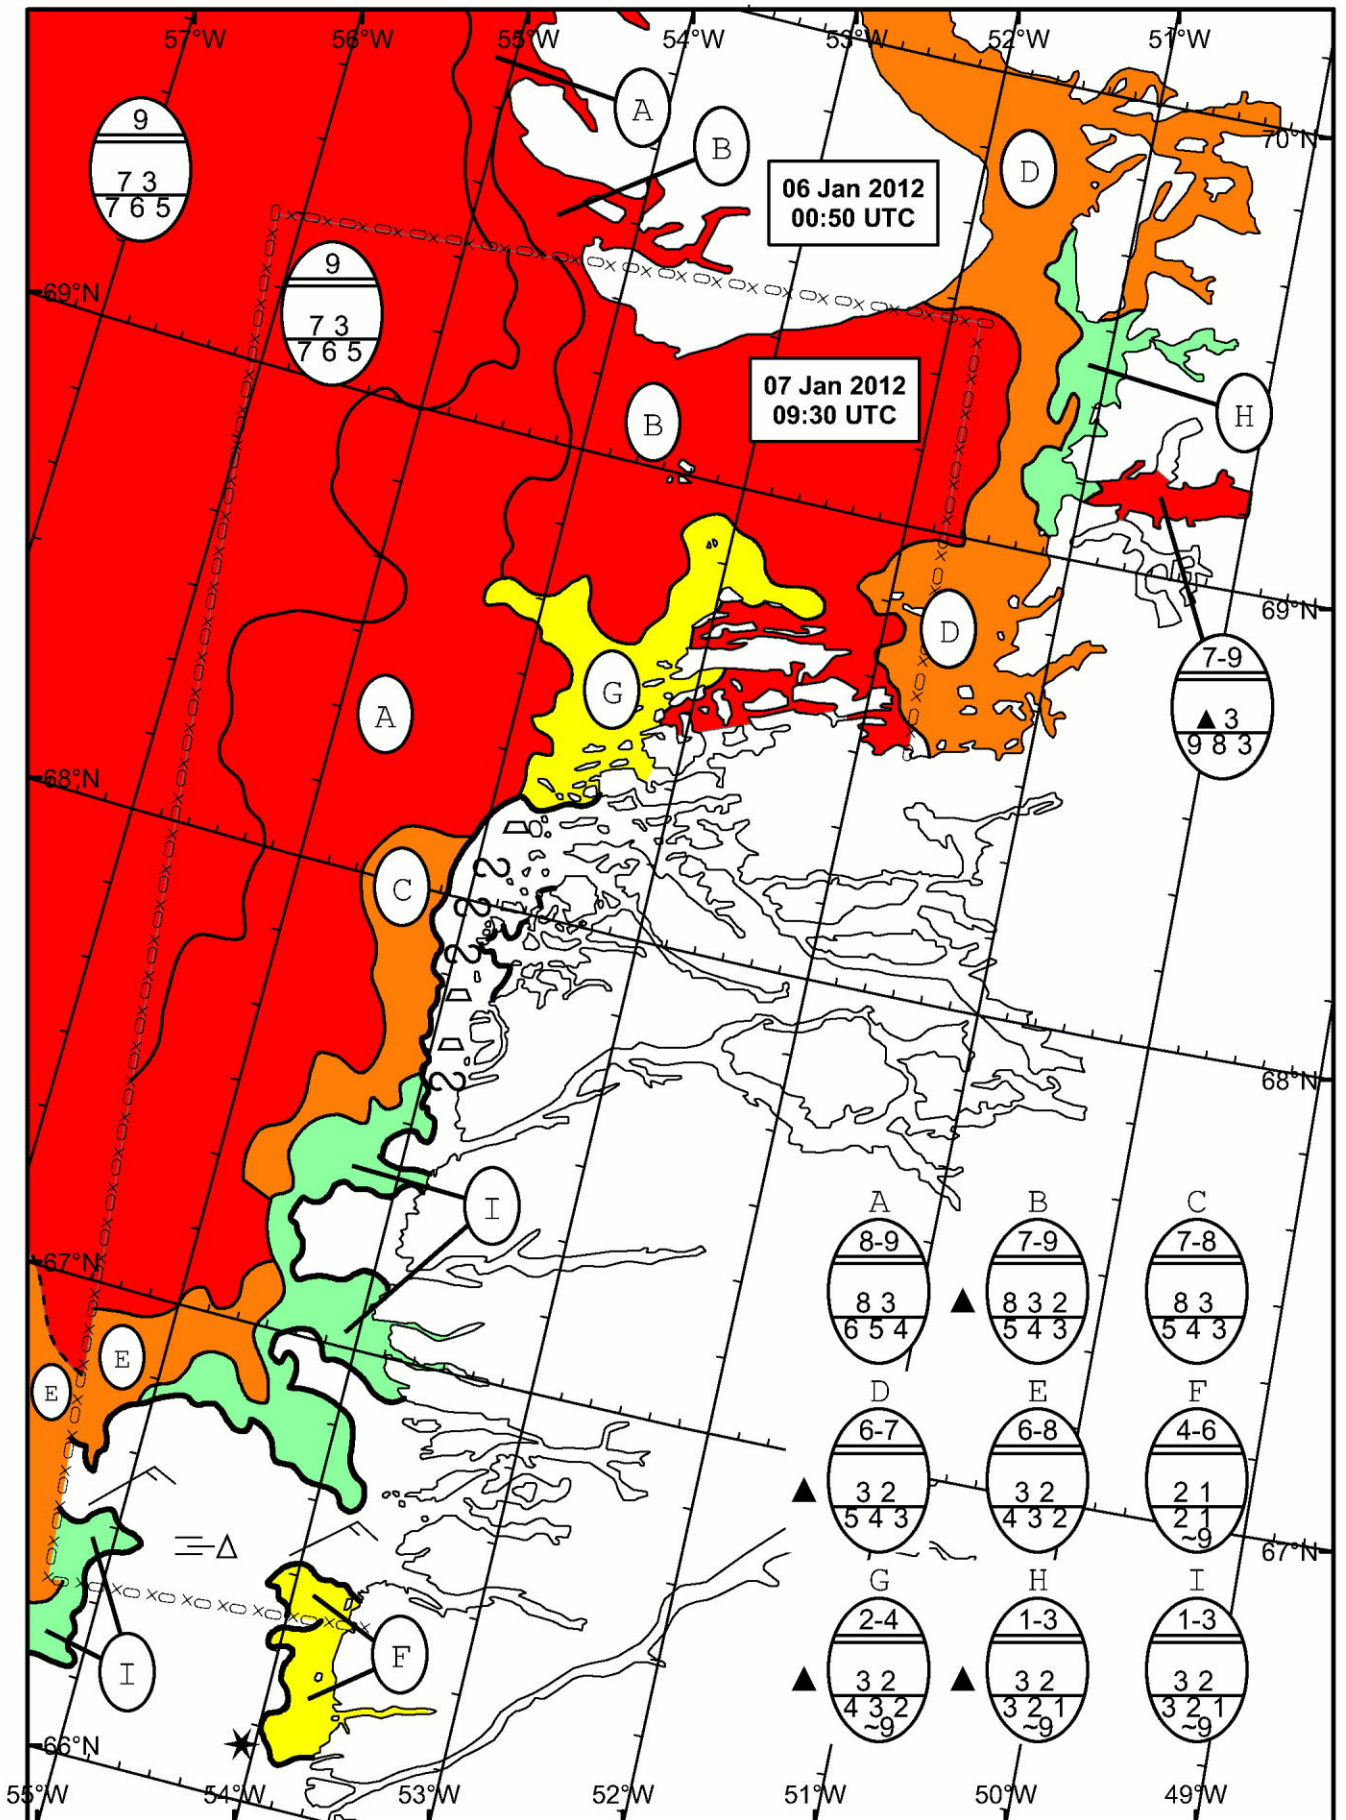 57°W 56°W 55°W 54°W 53°W 52°W 51°W
A
9
7 3
7 6 5
B
06 Jan 2012
00:50 UTC
D
70°N
9
7 3
7 6 5
69°N
07 Jan 2012
09:30 UTC
B
H
69°N
D
G
A
7-9
▲ 3
9 8 3
68°N
C
68°N
I
67°N
E
E
A B C
8-9 7-9 7-8
8 3 ▲ 8 3 2 8 3
6 5 4 5 4 3 5 4 3
D E F
6-7 6-8 4-6
▲ 3 2 3 2 2 1
5 4 3 4 3 2 2 1
~9
67°N
G H I
2-4 1-3 1-3
▲ 3 2 ▲ 3 2 3 2
4 3 2 3 2 1 3 2 1
~9 ~9 ~9
I
F
66°N
55°W 54°W 53°W 52°W 51°W 50°W 49°W